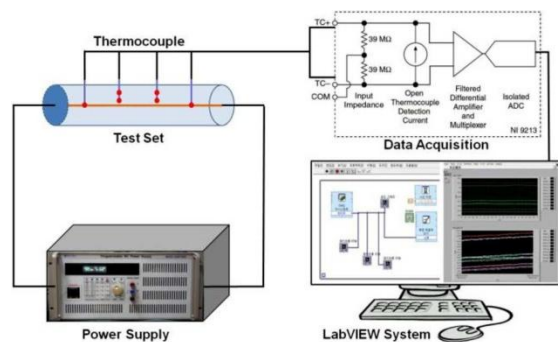 Thermocouple
Test Set
TC+
39 MΩ
39 MΩ
TC−
COM
Input
Impedance
Open
Thermocouple
Detection
Current
Filtered
Differential
Amplifier
and
Multiplexer
Isolated
ADC
NI 9213
Data Acquisition
Power Supply
LabVIEW System